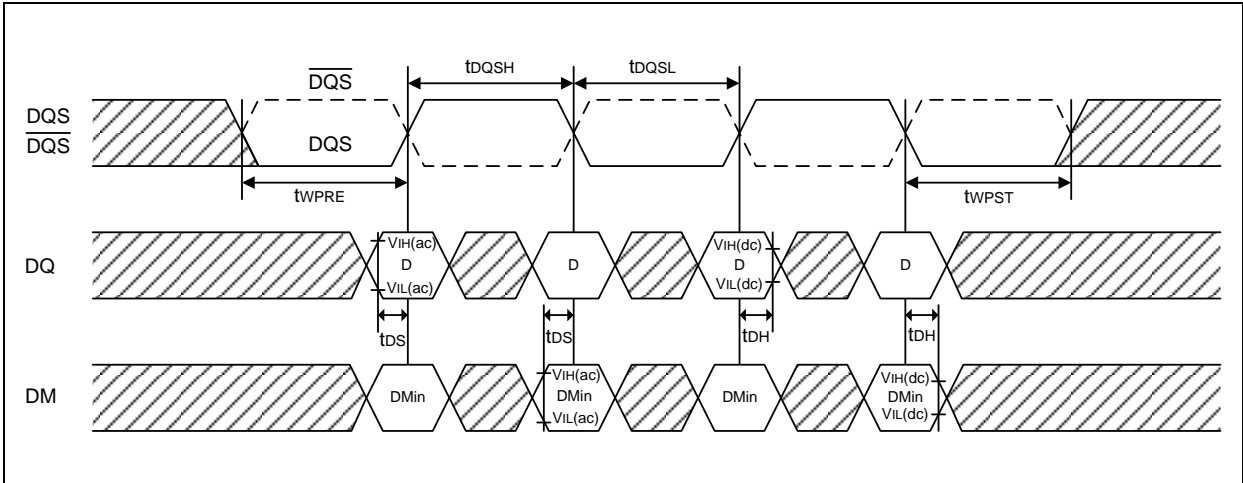 DQS
tDQSH
tDQSL
DQS
DQS
DQS
tWPRE
tWPST
DQ
VIH(ac)
D
VIL(ac)
D
VIH(dc)
D
VIL(dc)
D
tDS
tDS
tDH
tDH
DM
DMin
VIH(ac)
DMin
VIL(ac)
DMin
VIH(dc)
DMin
VIL(dc)